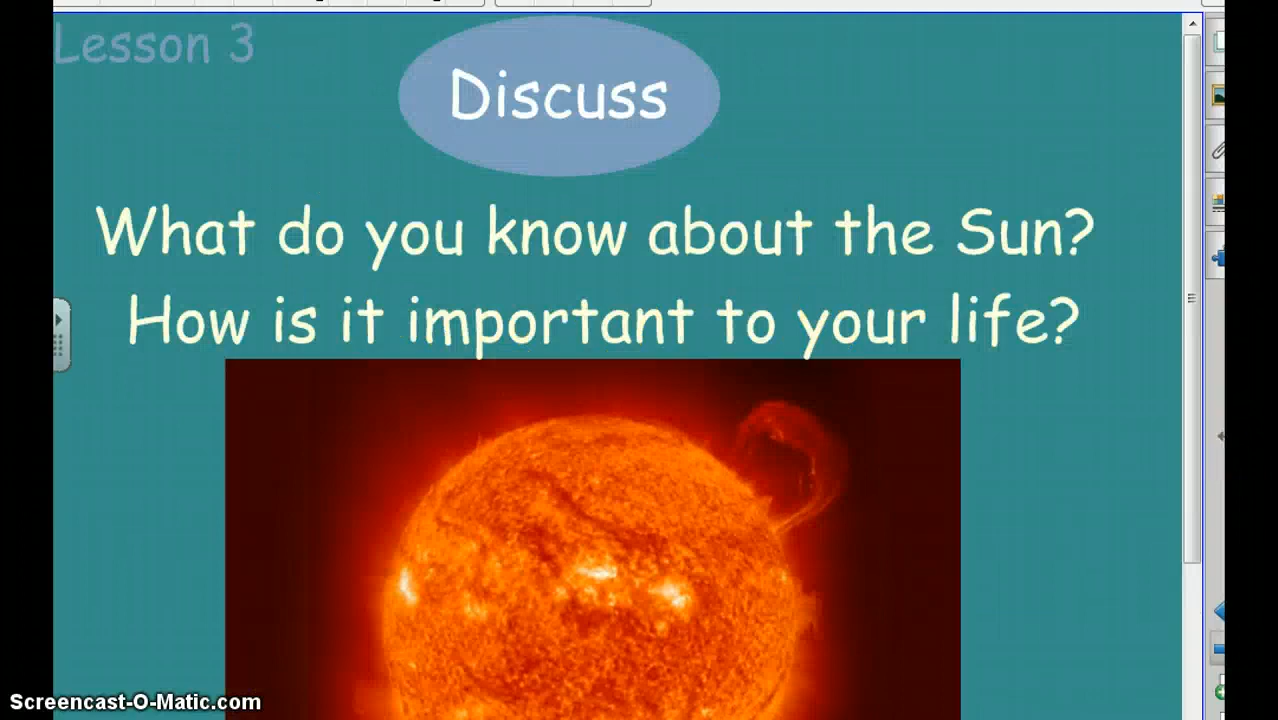 Lesson 3
Discuss
What do you know about the Sun?
How is it important to your life?
Screencast-O-Matic.com